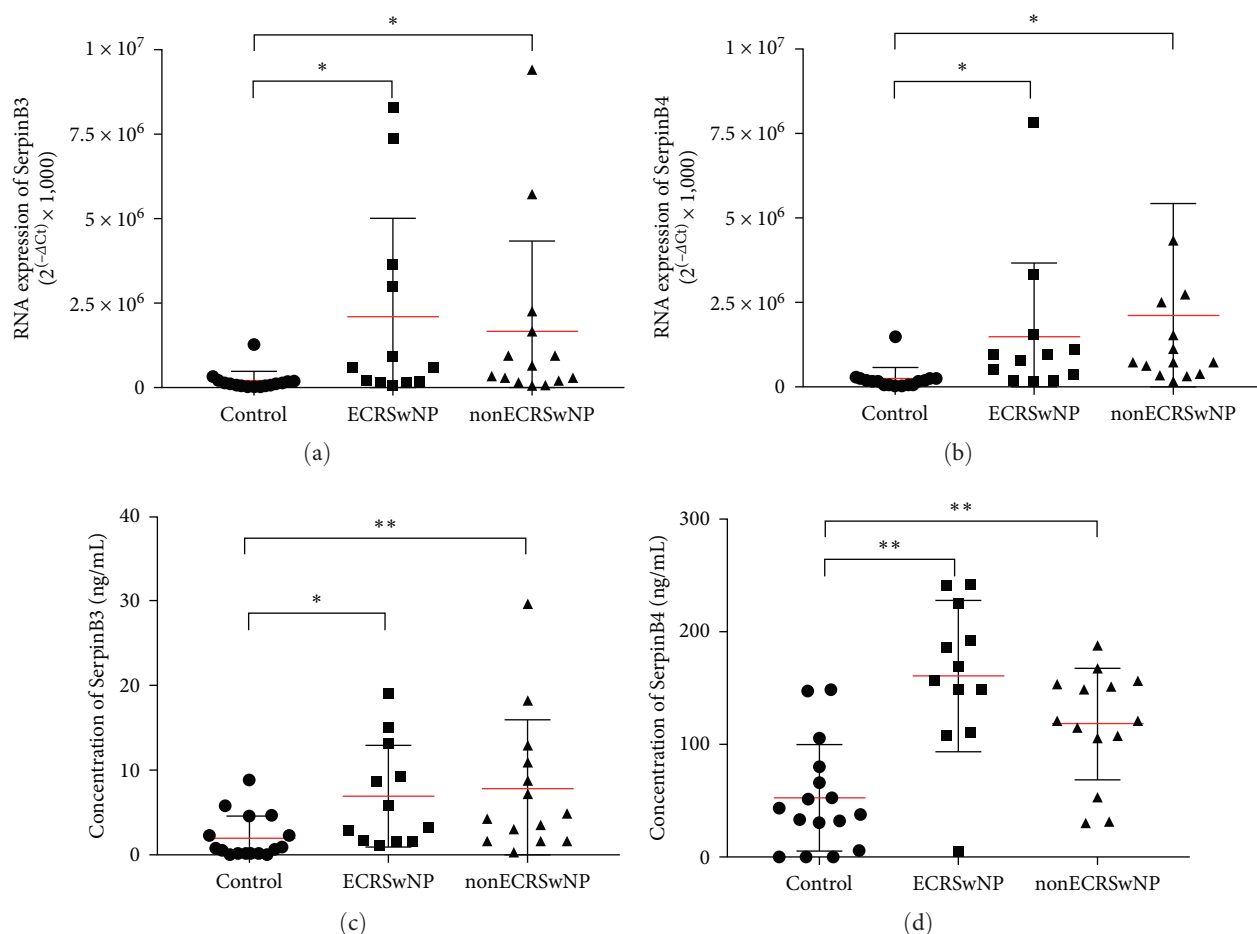 *
*
1 × 10⁷
7.5 × 10⁶
5 × 10⁶
2.5 × 10⁶
0
RNA expression of SerpinB3
(2^(−ΔCt) × 1,000)
Control
ECRSwNP
nonECRSwNP
(a)
*
*
1 × 10⁷
7.5 × 10⁶
5 × 10⁶
2.5 × 10⁶
0
RNA expression of SerpinB4
(2^(−ΔCt) × 1,000)
Control
ECRSwNP
nonECRSwNP
(b)
**
*
40
30
20
10
0
Concentration of SerpinB3 (ng/mL)
Control
ECRSwNP
nonECRSwNP
(c)
**
**
300
200
100
0
Concentration of SerpinB4 (ng/mL)
Control
ECRSwNP
nonECRSwNP
(d)